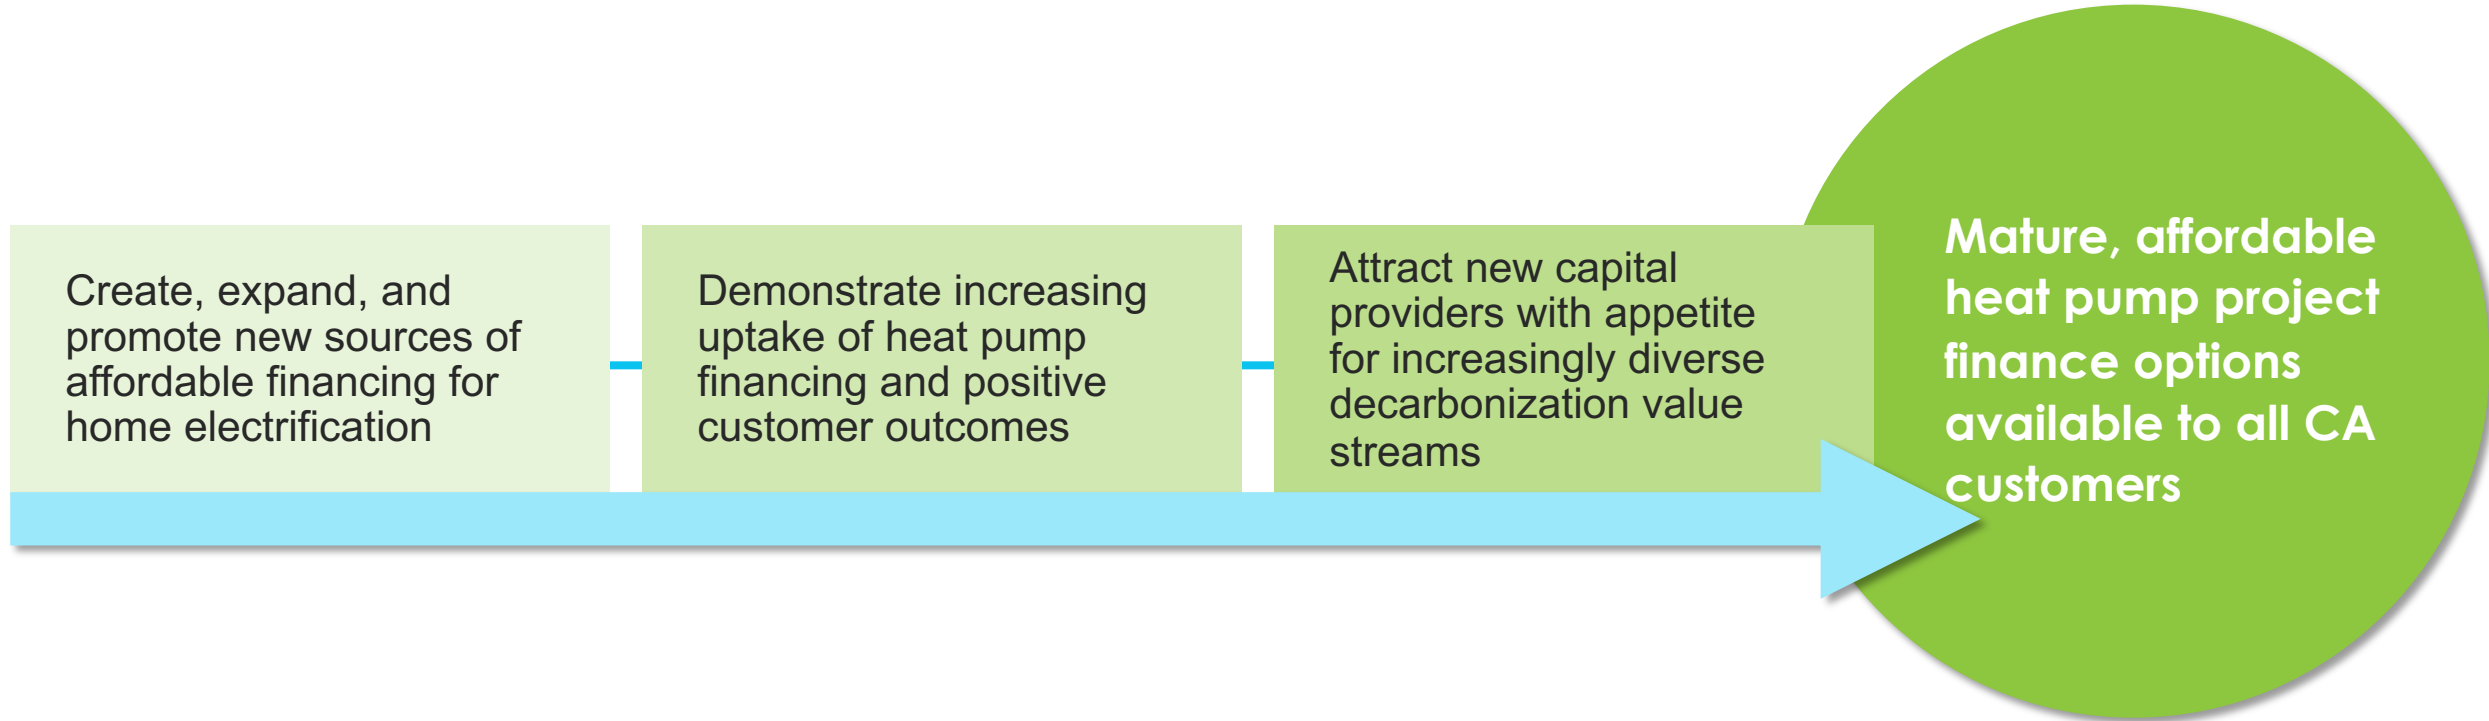 Create, expand, and
promote new sources of
affordable financing for
home electrification
Demonstrate increasing
uptake of heat pump
financing and positive
customer outcomes
Attract new capital
providers with appetite
for increasingly diverse
decarbonization value
streams
Mature, affordable
heat pump project
finance options
available to all CA
customers